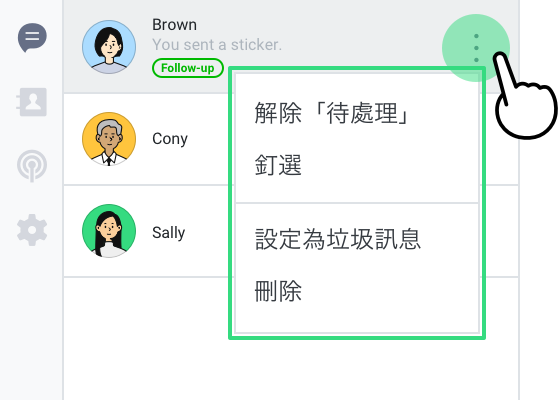 Brown
You sent a sticker.
Follow-up
解除「待處理」
釘選
Cony
設定為垃圾訊息
Sally
刪除